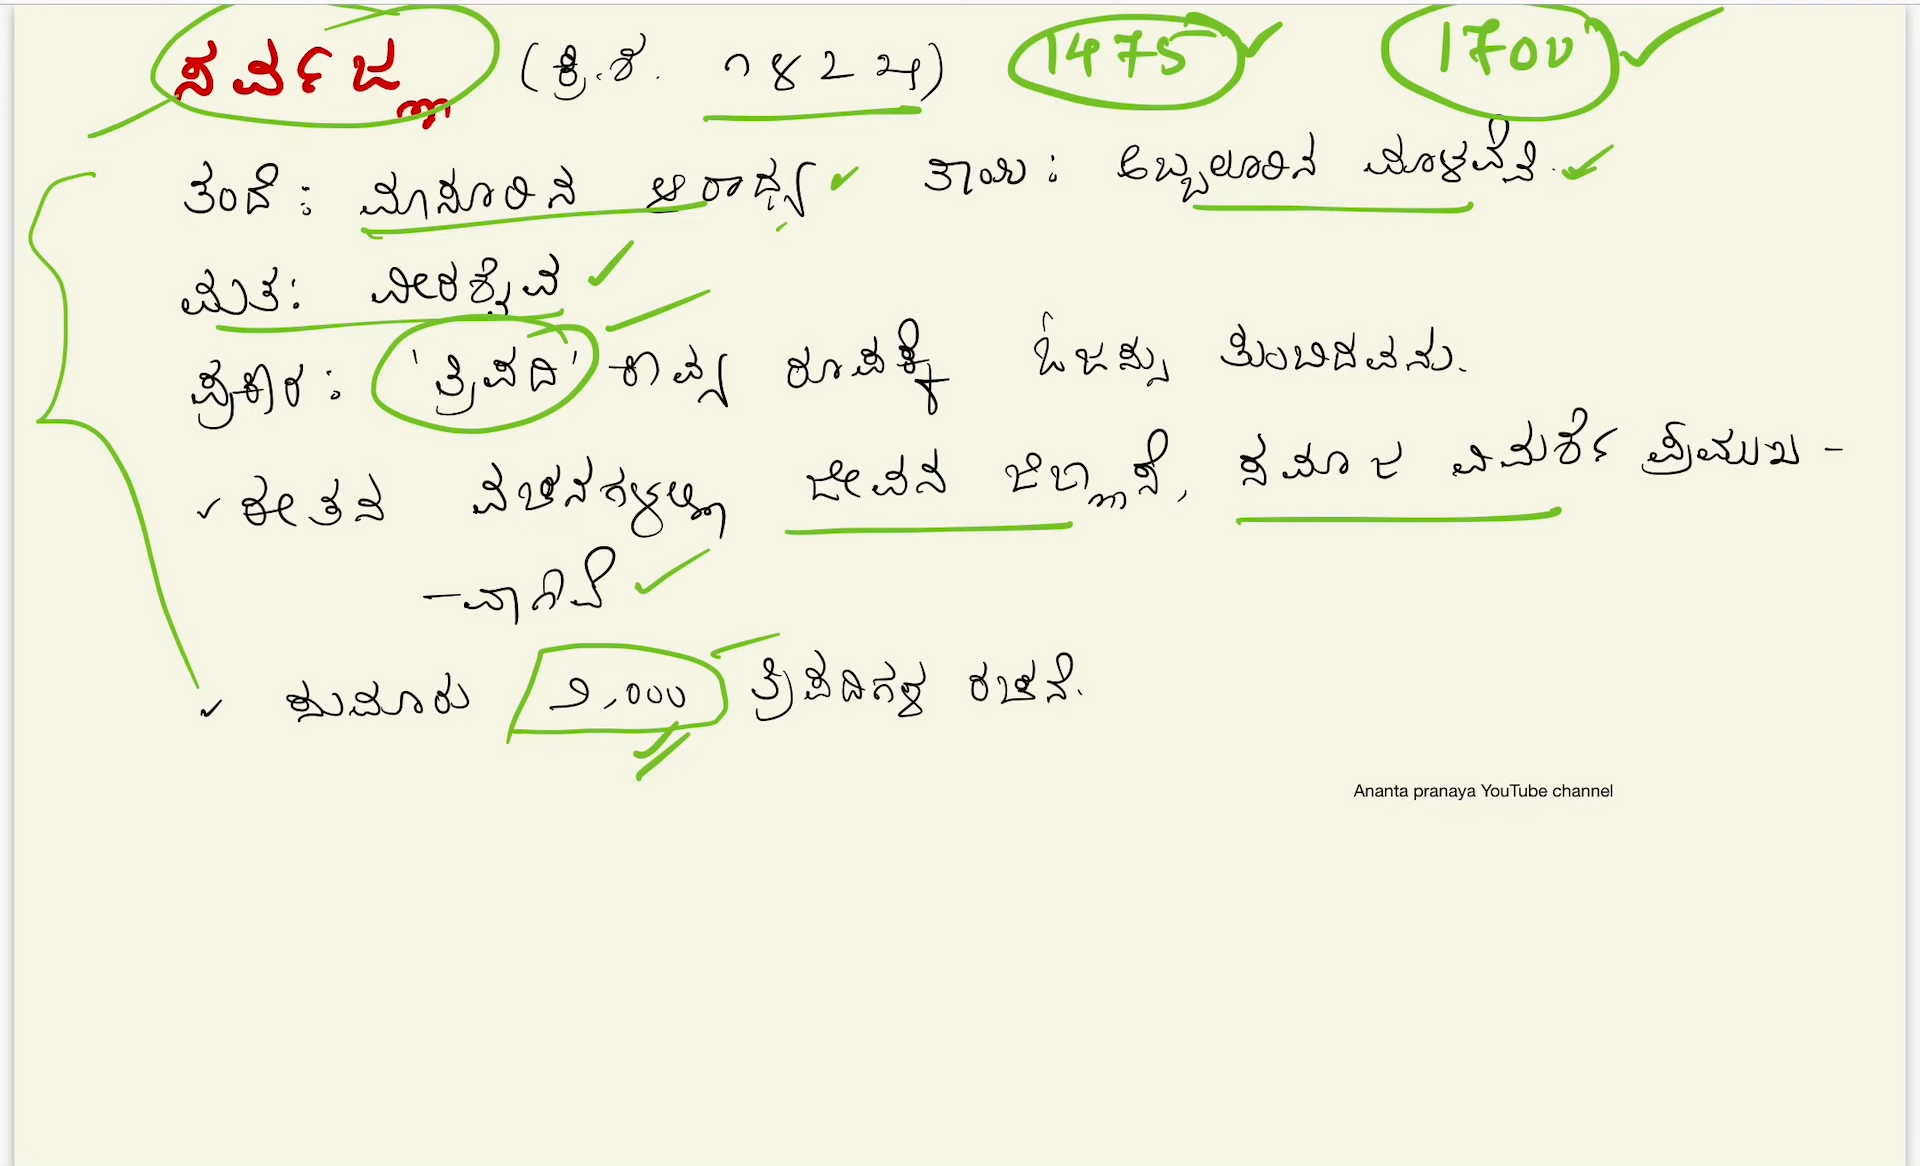 ಸರ್ವಜ್ಞ (ಕ್ರಿ.ಶ. ೧೪೭೫) 1475 1700
ತಂದೆ: ಮಾಸೂರಿನ ಆರಾಧ್ಯ ತಾಯಿ: ಅಬ್ಬಲೂರಿನ ಮಾಳವೆನೆ.
ಮತ: ವೀರಶೈವ
ಪ್ರಕಾರ: 'ತ್ರಿಪದಿ' ಕಾವ್ಯ ರೂಪಕ್ಕೆ ಓಜಸ್ಸು ತುಂಬಿದವನು.
ಈತನ ವಚನಗಳಲ್ಲಿ ಜೀವನ ಜಿಜ್ಞಾಸೆ, ಸಮಾಜ ವಿಮರ್ಶೆ ಪ್ರಮುಖ -
-ವಾಗಿವೆ
ಸುಮಾರು ೨,೦೦೦ ತ್ರಿಪದಿಗಳ ರಚನೆ.
Ananta pranaya YouTube channel